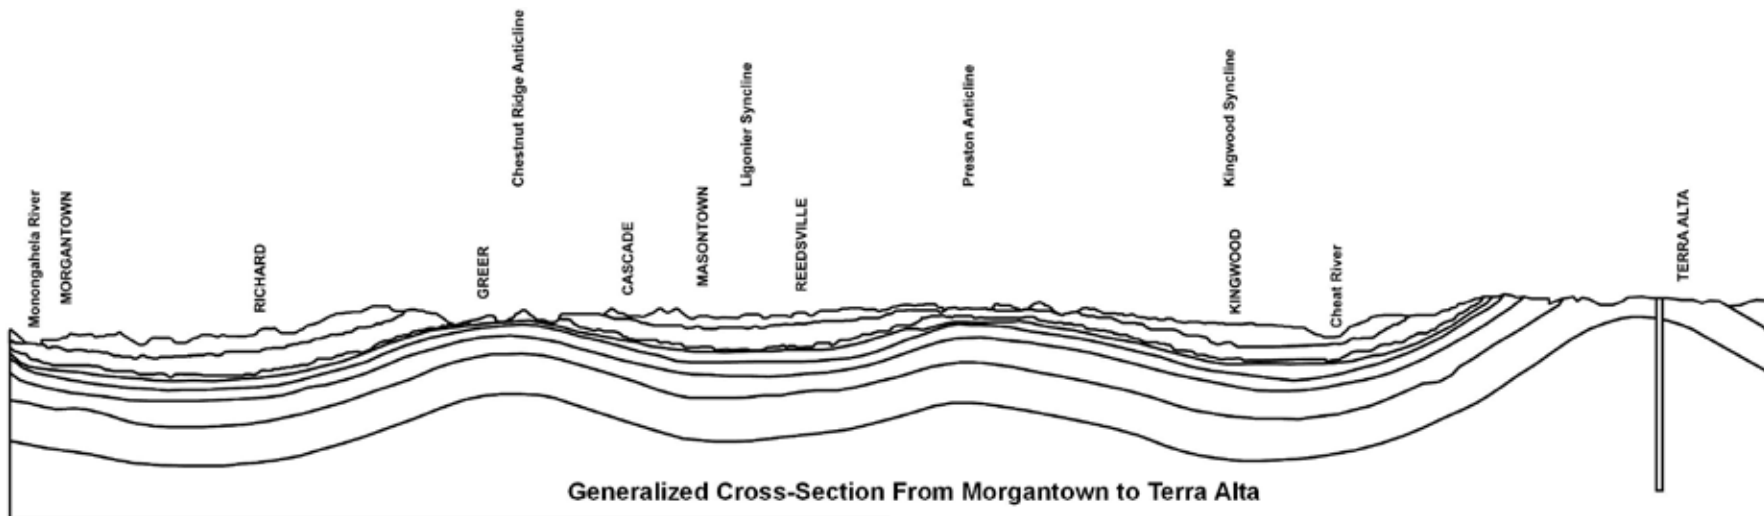 Monongahela River
MORGANTOWN
RICHARD
GREER
Chestnut Ridge Anticline
CASCADE
MASONTOWN
Ligonier Syncline
REEDSVILLE
Preston Anticline
Kingwood Syncline
KINGWOOD
Cheat River
TERRA ALTA
Generalized Cross-Section From Morgantown to Terra Alta